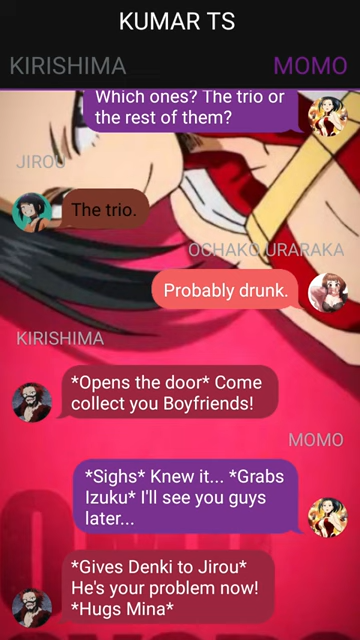 KUMAR TS
KIRISHIMA
MOMO
Which ones? The trio or
the rest of them?
JIROU
The trio.
OCHAKO URARAKA
Probably drunk.
KIRISHIMA
*Opens the door* Come
collect you Boyfriends!
MOMO
*Sighs* Knew it... *Grabs
Izuku* I'll see you guys
later...
*Gives Denki to Jirou*
He's your problem now!
*Hugs Mina*